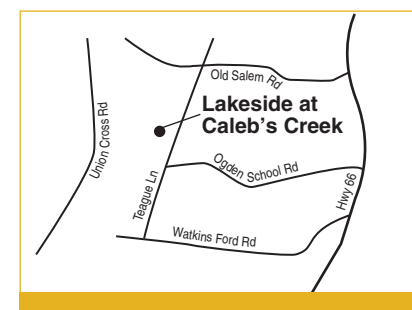 Old Salem Rd
Lakeside at
Caleb's Creek
Union Cross Rd
Ogden School Rd
Teague Ln
Hwy 66
Watkins Ford Rd